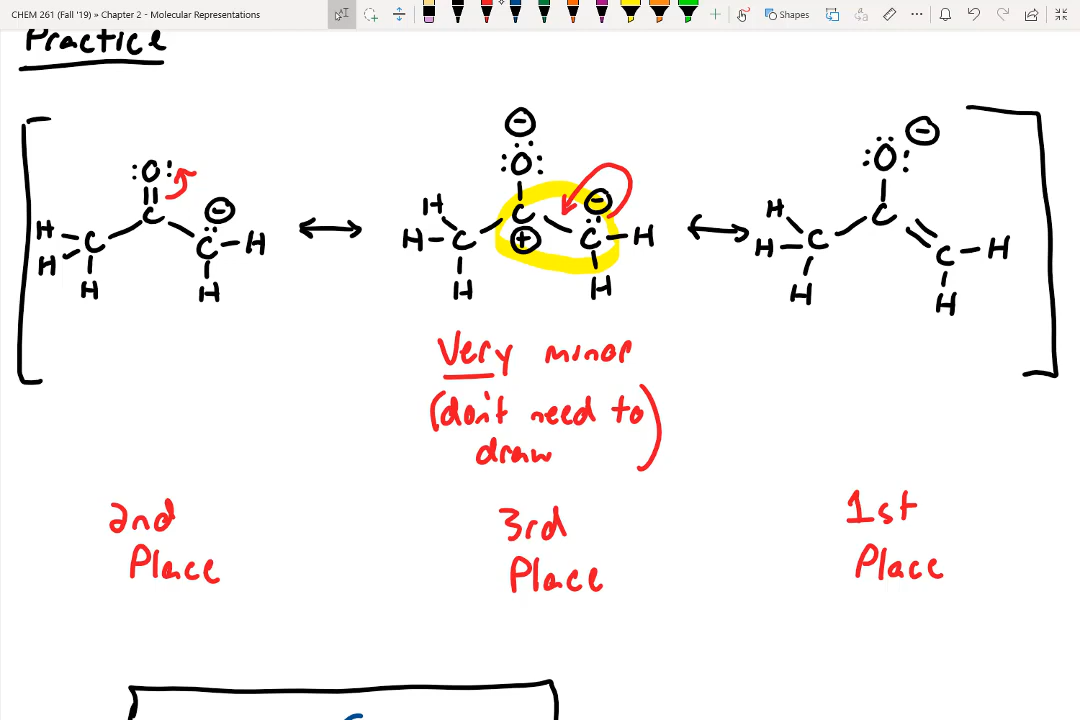 CHEM 261 (Fall '19) » Chapter 2 - Molecular Representations
Shapes
Practice
:O: C C H H H C ⊖ H H
⊖ :O: C ⊕ C H H H C ⊖ H H
:O: ⊖ C C H H H C H H
Very minor
(don't need to
draw)
2nd
Place
3rd
Place
1st
Place